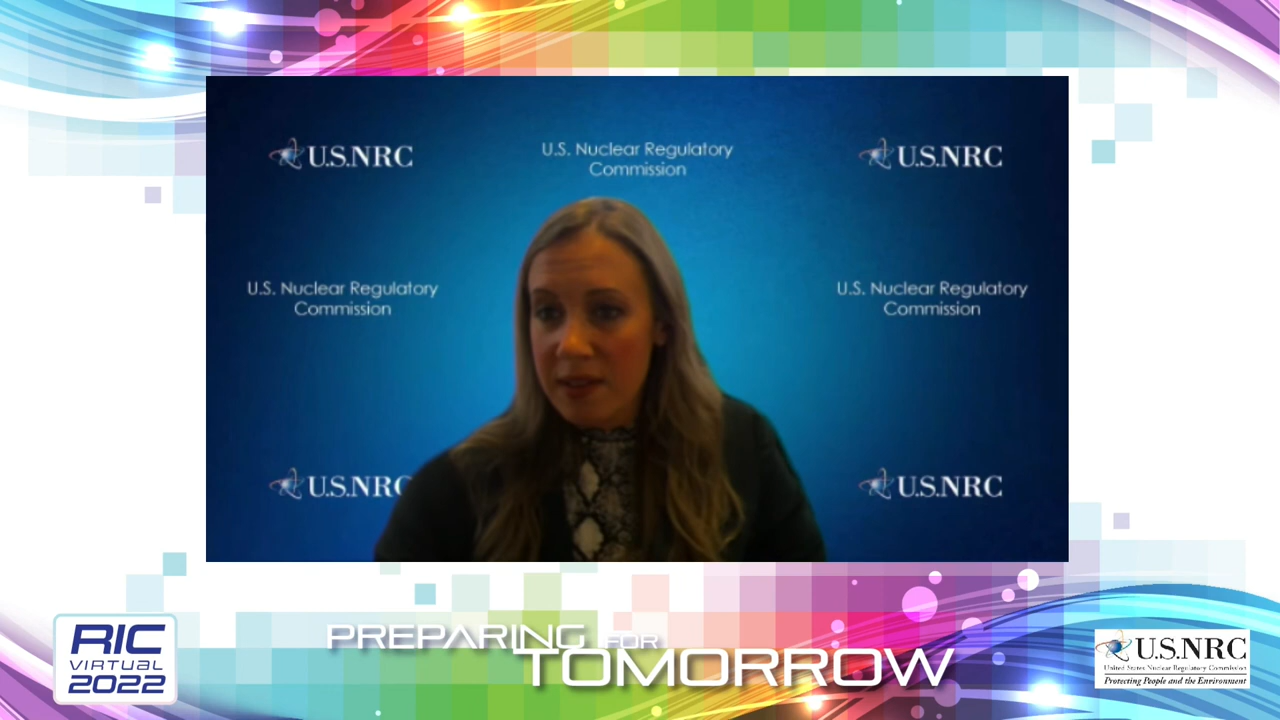 U.S.NRC
U.S. Nuclear Regulatory
Commission
U.S.NRC
U.S. Nuclear Regulatory
Commission
U.S. Nuclear Regulatory
Commission
U.S.NRC
U.S.NRC
RIC
VIRTUAL
2022
PREPARING FOR
TOMORROW
U.S.NRC
United States Nuclear Regulatory Commission
Protecting People and the Environment